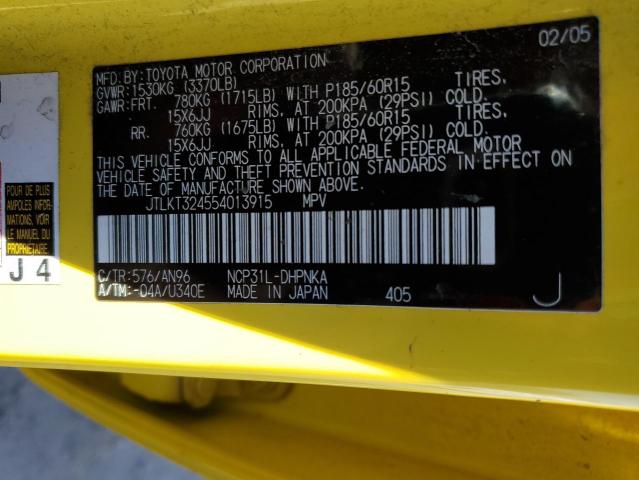 02/05
MFD.BY:TOYOTA MOTOR CORPORATION
GVWR:1530KG (3370LB)
GAWR:FRT. 780KG (1715LB) WITH P185/60R15 TIRES,
15X6JJ RIMS, AT 200KPA (29PSI) COLD.
RR. 760KG (1675LB) WITH P185/60R15 TIRES,
15X6JJ RIMS, AT 200KPA (29PSI) COLD.
THIS VEHICLE CONFORMS TO ALL APPLICABLE FEDERAL MOTOR
VEHICLE SAFETY AND THEFT PREVENTION STANDARDS IN EFFECT ON
THE DATE OF MANUFACTURE SHOWN ABOVE.
JTLKT324554013915 MPV
C/TR:576/AN96 NCP31L-DHPNKA
A/TM:-04A/U340E MADE IN JAPAN 405 J
POUR DE PLUS
AMPLES INFOR-
MATIONS, VOIR
LE MANUEL DU
PROPRIÉTAIRE
J 4